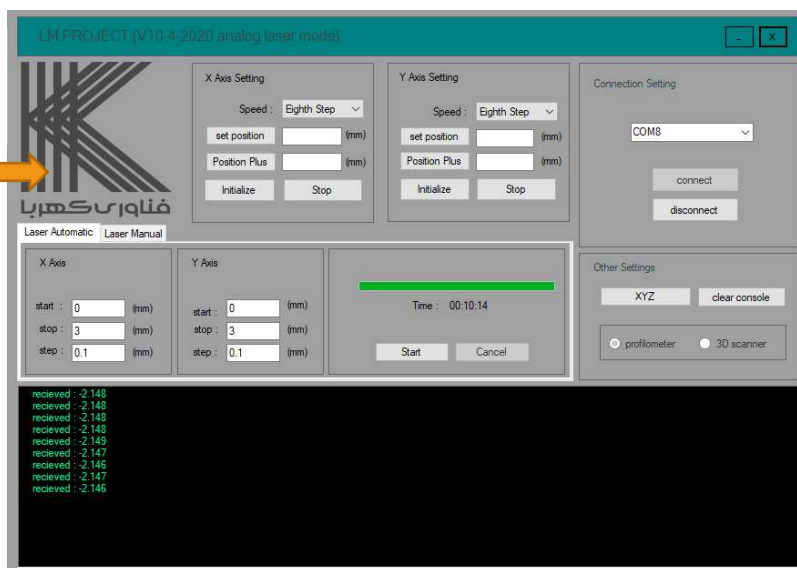 LM PROJECT (V10-4-2020 analog laser mode)
- X
فناوری کهربا
X Axis Setting
Speed : Eighth Step
set position (mm)
Position Plus (mm)
Initialize Stop
Y Axis Setting
Speed : Eighth Step
set position (mm)
Position Plus (mm)
Initialize Stop
Connection Setting
COM8
connect
disconnect
Laser Automatic Laser Manual
X Axis
start : 0 (mm)
stop : 3 (mm)
step : 0.1 (mm)
Y Axis
start : 0 (mm)
stop : 3 (mm)
step : 0.1 (mm)
Time : 00:10:14
Start Cancel
Other Settings
XYZ clear console
profilometer 3D scanner
recieved : -2.148
recieved : -2.148
recieved : -2.148
recieved : -2.148
recieved : -2.149
recieved : -2.147
recieved : -2.146
recieved : -2.147
recieved : -2.146